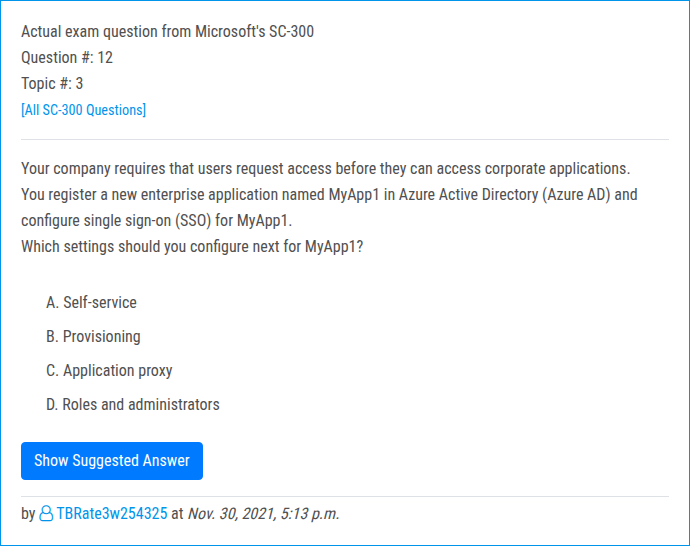 Actual exam question from Microsoft's SC-300
Question #: 12
Topic #: 3
[All SC-300 Questions]
Your company requires that users request access before they can access corporate applications.
You register a new enterprise application named MyApp1 in Azure Active Directory (Azure AD) and
configure single sign-on (SSO) for MyApp1.
Which settings should you configure next for MyApp1?
A. Self-service
B. Provisioning
C. Application proxy
D. Roles and administrators
Show Suggested Answer
by TBRate3w254325 at Nov. 30, 2021, 5:13 p.m.